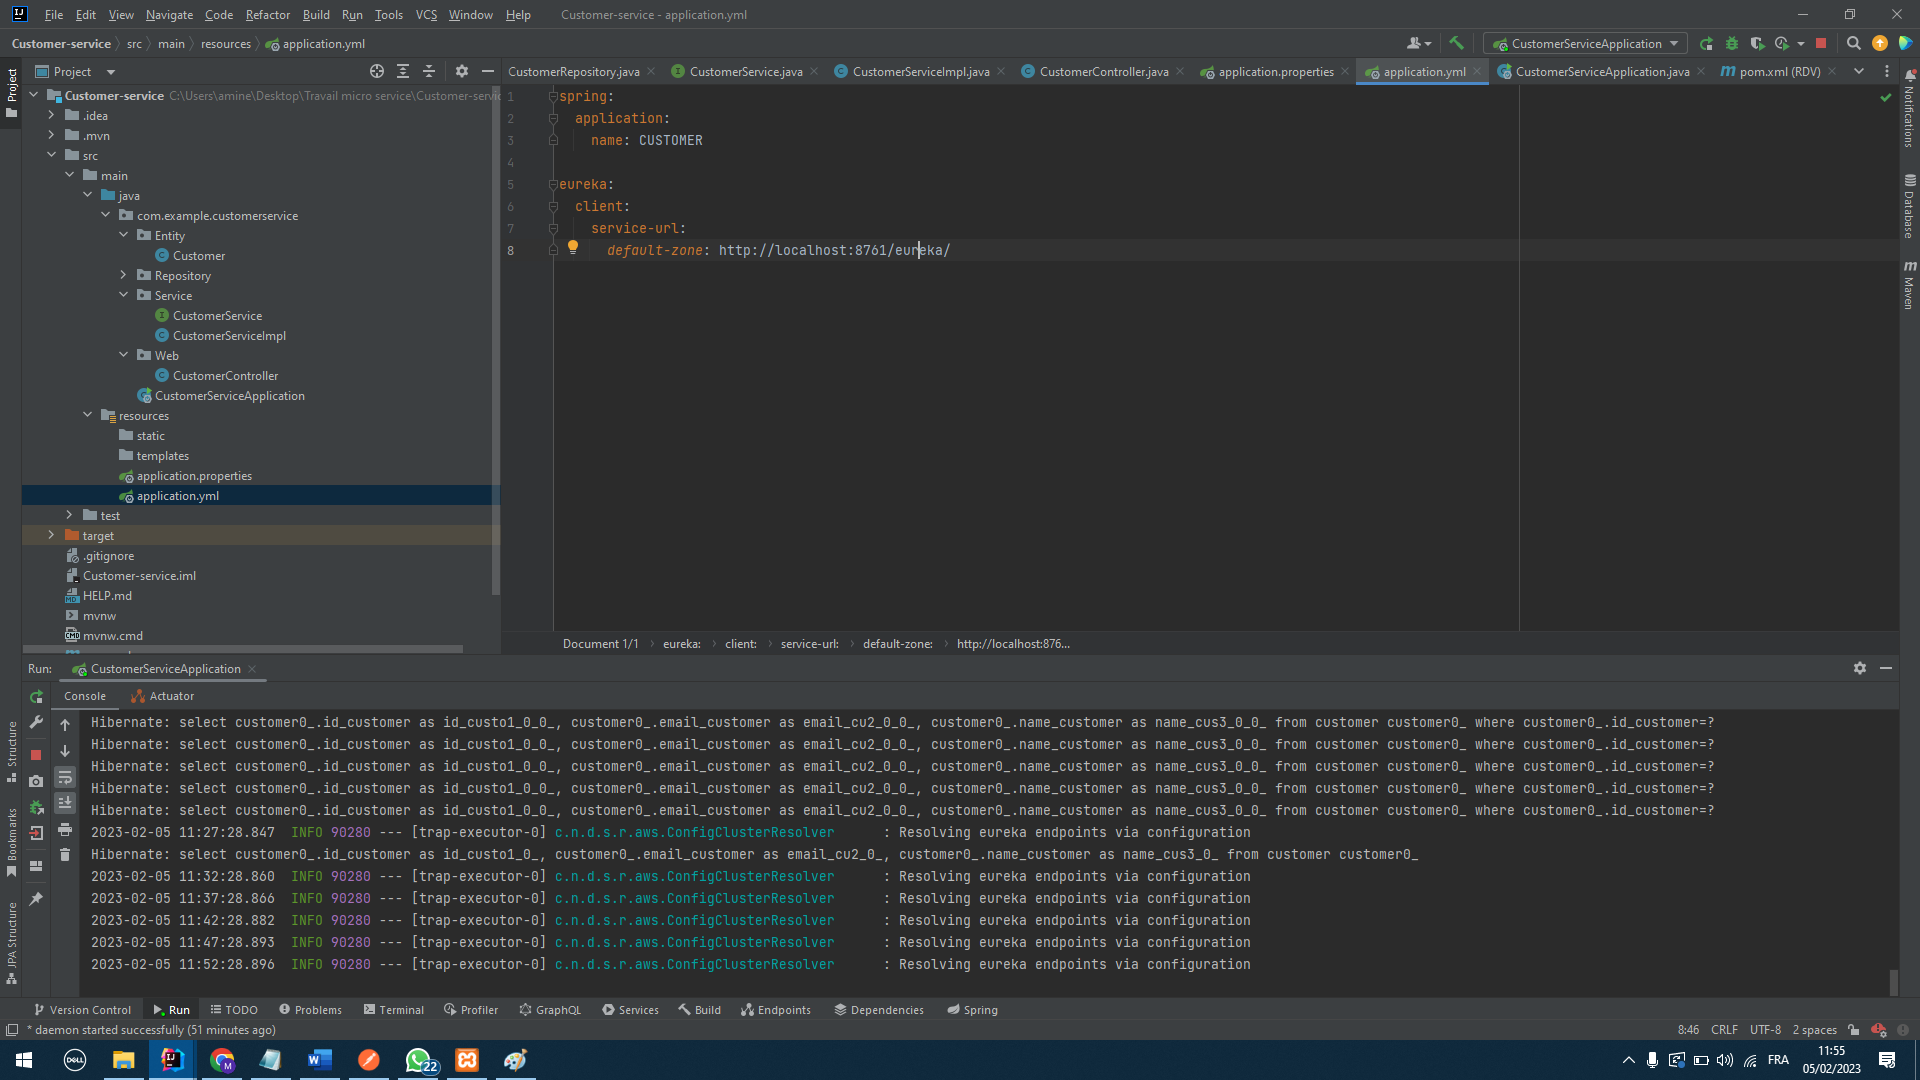 File Edit View Navigate Code Refactor Build Run Tools VCS Window Help Customer-service - application.yml
Customer-service src main resources application.yml CustomerServiceApplication
Project
CustomerRepository.java CustomerService.java CustomerServiceImpl.java CustomerController.java application.properties application.yml CustomerServiceApplication.java pom.xml (RDV)
Project
Customer-service C:\Users\amine\Desktop\Travail micro service\Customer-servic
.idea
.mvn
src
main
java
com.example.customerservice
Entity
Customer
Repository
Service
CustomerService
CustomerServiceImpl
Web
CustomerController
CustomerServiceApplication
resources
static
templates
application.properties
application.yml
test
target
.gitignore
Customer-service.iml
HELP.md
mvnw
mvnw.cmd
1 spring:
2 application:
3 name: CUSTOMER
4
5 eureka:
6 client:
7 service-url:
8 default-zone: http://localhost:8761/eureka/
Document 1/1 eureka: client: service-url: default-zone: http://localhost:876...
Notifications
Database
Maven
Run: CustomerServiceApplication
Console Actuator
Hibernate: select customer0_.id_customer as id_custo1_0_0_, customer0_.email_customer as email_cu2_0_0_, customer0_.name_customer as name_cus3_0_0_ from customer customer0_ where customer0_.id_customer=?
Hibernate: select customer0_.id_customer as id_custo1_0_0_, customer0_.email_customer as email_cu2_0_0_, customer0_.name_customer as name_cus3_0_0_ from customer customer0_ where customer0_.id_customer=?
Hibernate: select customer0_.id_customer as id_custo1_0_0_, customer0_.email_customer as email_cu2_0_0_, customer0_.name_customer as name_cus3_0_0_ from customer customer0_ where customer0_.id_customer=?
Hibernate: select customer0_.id_customer as id_custo1_0_0_, customer0_.email_customer as email_cu2_0_0_, customer0_.name_customer as name_cus3_0_0_ from customer customer0_ where customer0_.id_customer=?
Hibernate: select customer0_.id_customer as id_custo1_0_0_, customer0_.email_customer as email_cu2_0_0_, customer0_.name_customer as name_cus3_0_0_ from customer customer0_ where customer0_.id_customer=?
2023-02-05 11:27:28.847 INFO 90280 --- [trap-executor-0] c.n.d.s.r.aws.ConfigClusterResolver : Resolving eureka endpoints via configuration
Hibernate: select customer0_.id_customer as id_custo1_0_, customer0_.email_customer as email_cu2_0_, customer0_.name_customer as name_cus3_0_ from customer customer0_
2023-02-05 11:32:28.860 INFO 90280 --- [trap-executor-0] c.n.d.s.r.aws.ConfigClusterResolver : Resolving eureka endpoints via configuration
2023-02-05 11:37:28.866 INFO 90280 --- [trap-executor-0] c.n.d.s.r.aws.ConfigClusterResolver : Resolving eureka endpoints via configuration
2023-02-05 11:42:28.882 INFO 90280 --- [trap-executor-0] c.n.d.s.r.aws.ConfigClusterResolver : Resolving eureka endpoints via configuration
2023-02-05 11:47:28.893 INFO 90280 --- [trap-executor-0] c.n.d.s.r.aws.ConfigClusterResolver : Resolving eureka endpoints via configuration
2023-02-05 11:52:28.896 INFO 90280 --- [trap-executor-0] c.n.d.s.r.aws.ConfigClusterResolver : Resolving eureka endpoints via configuration
Structure
Bookmarks
JPA Structure
Version Control Run TODO Problems Terminal Profiler GraphQL Services Build Endpoints Dependencies Spring
* daemon started successfully (51 minutes ago) 8:46 CRLF UTF-8 2 spaces
DELL 22 FRA 11:55
05/02/2023